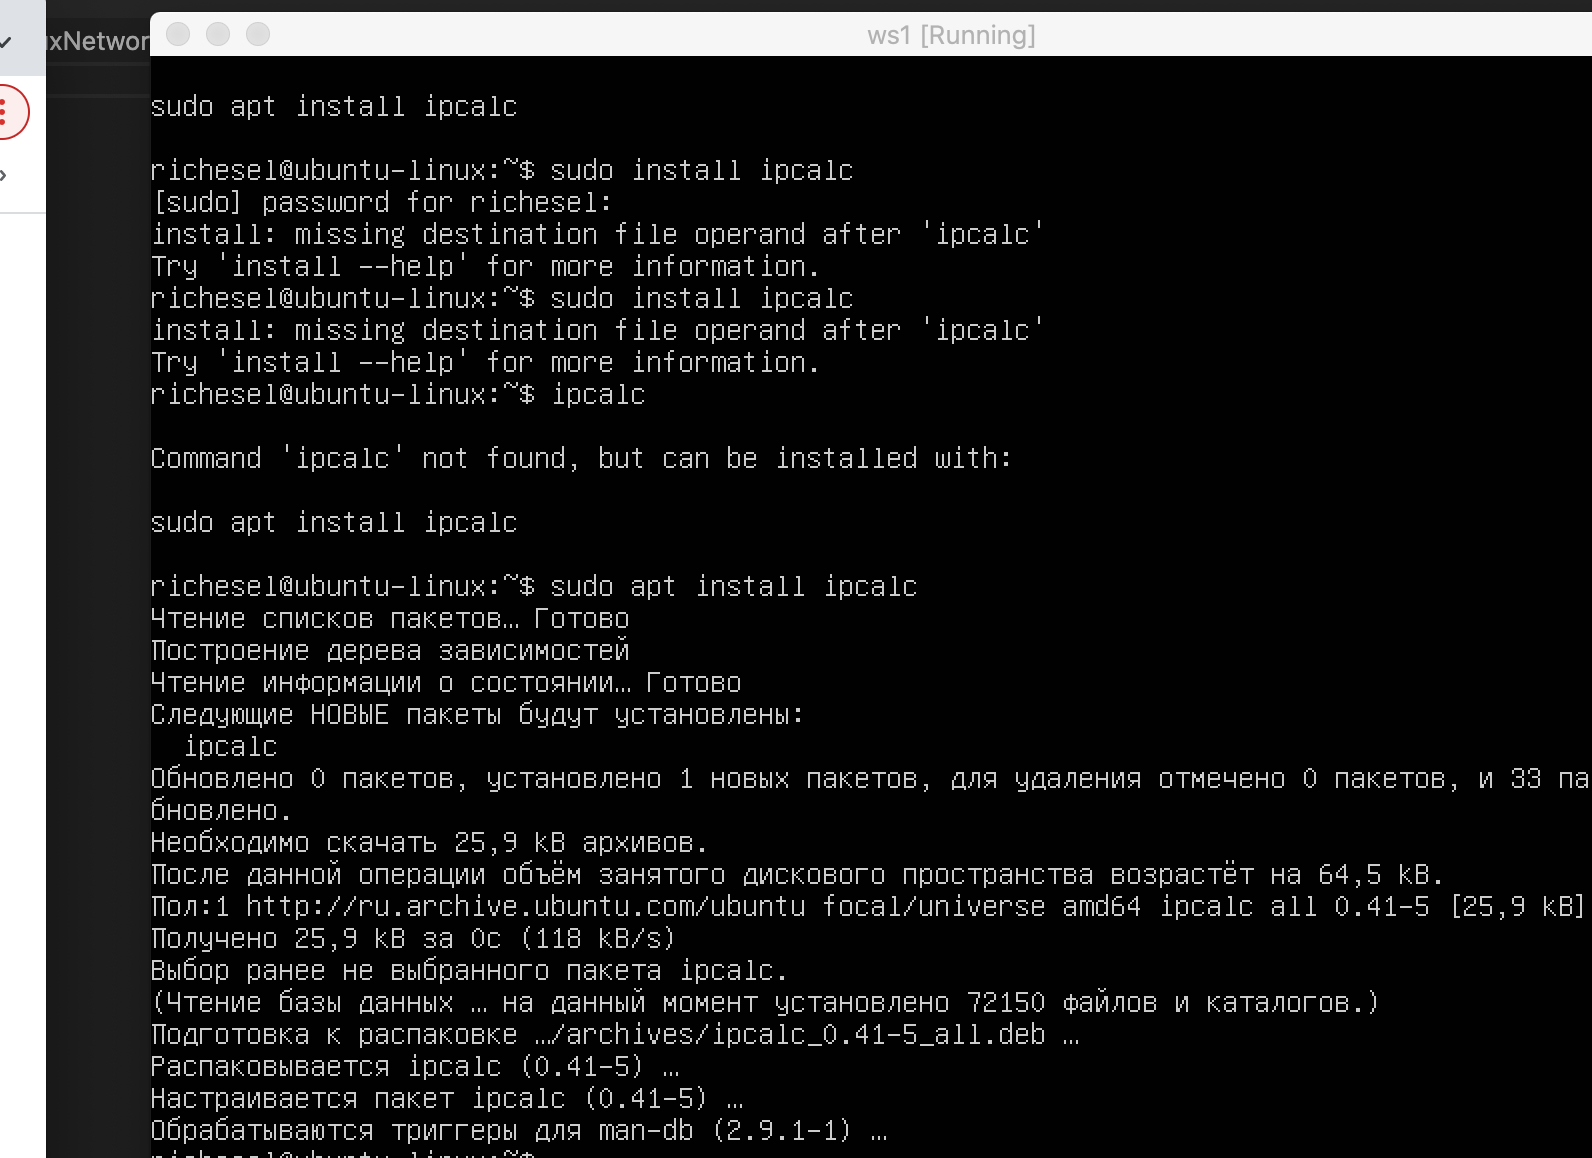 ws1 [Running]
sudo apt install ipcalc
richesel@ubuntu-linux:~$ sudo install ipcalc
[sudo] password for richesel:
install: missing destination file operand after 'ipcalc'
Try 'install --help' for more information.
richesel@ubuntu-linux:~$ sudo install ipcalc
install: missing destination file operand after 'ipcalc'
Try 'install --help' for more information.
richesel@ubuntu-linux:~$ ipcalc
Command 'ipcalc' not found, but can be installed with:
sudo apt install ipcalc
richesel@ubuntu-linux:~$ sudo apt install ipcalc
Чтение списков пакетов… Готово
Построение дерева зависимостей
Чтение информации о состоянии… Готово
Следующие НОВЫЕ пакеты будут установлены:
ipcalc
Обновлено 0 пакетов, установлено 1 новых пакетов, для удаления отмечено 0 пакетов, и 33 па
бновлено.
Необходимо скачать 25,9 kB архивов.
После данной операции объём занятого дискового пространства возрастёт на 64,5 kB.
Пол:1 http://ru.archive.ubuntu.com/ubuntu focal/universe amd64 ipcalc all 0.41-5 [25,9 kB]
Получено 25,9 kB за 0с (118 kB/s)
Выбор ранее не выбранного пакета ipcalc.
(Чтение базы данных … на данный момент установлено 72150 файлов и каталогов.)
Подготовка к распаковке …/archives/ipcalc_0.41-5_all.deb …
Распаковывается ipcalc (0.41-5) …
Настраивается пакет ipcalc (0.41-5) …
Обрабатываются триггеры для man-db (2.9.1-1) …